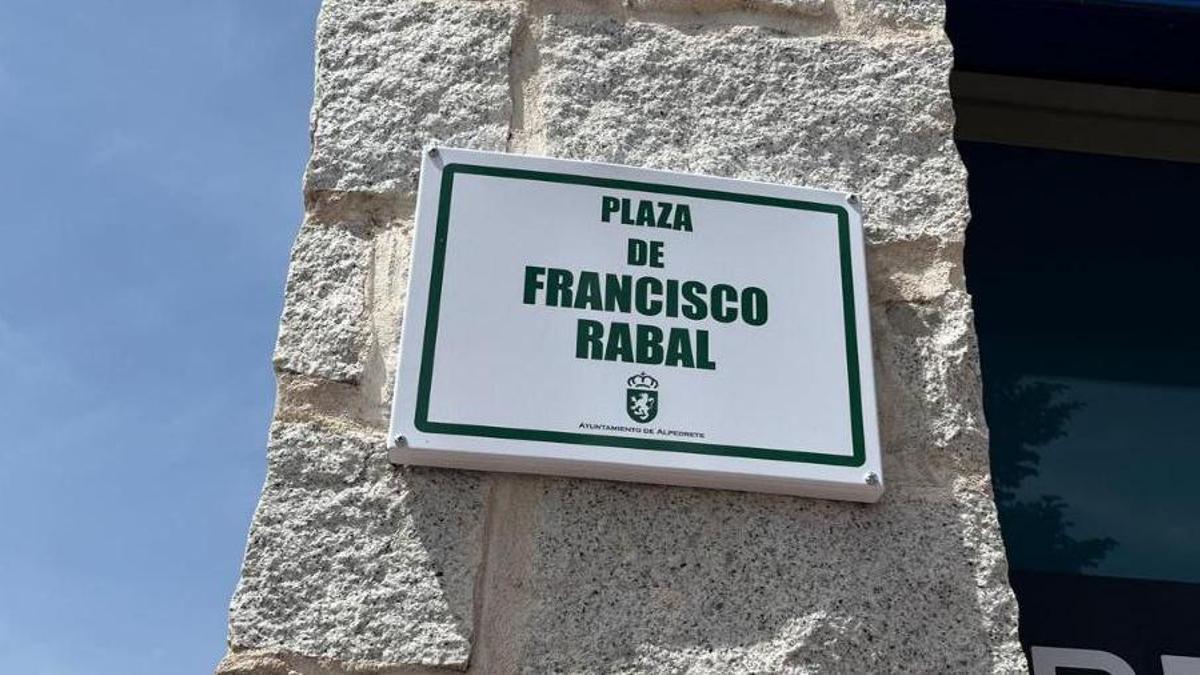 PLAZA
DE
FRANCISCO
RABAL
AYUNTAMIENTO DE ALPEDRETE